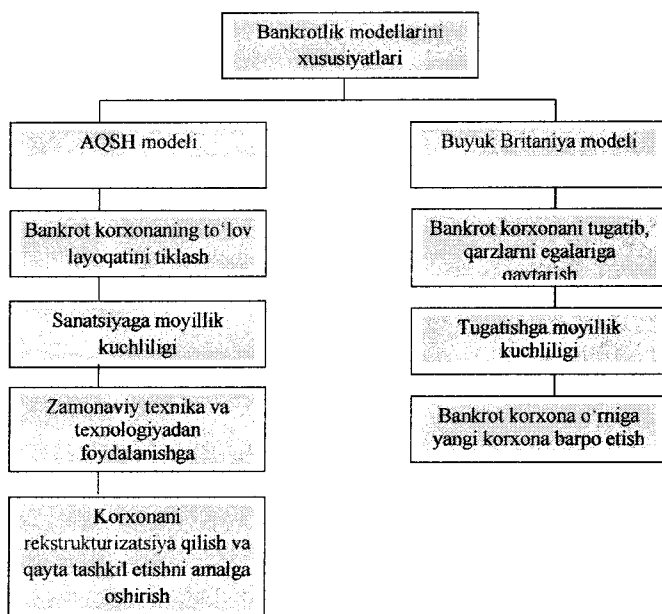 Bankrotlik modellarini
xususiyatlari
AQSH modeli
Bankrot korxonaning to‘lov
layoqatini tiklash
Sanatsiyaga moyillik
kuchliligi
Zamonaviy texnika va
texnologiyadan
foydalanishga
Korxonani
rekstrukturizatsiya qilish va
qayta tashkil etishni amalga
oshirish
Buyuk Britaniya modeli
Bankrot korxonani tugatib,
qarzlarni egalariga
qaytarish
Tugatishga moyillik
kuchliligi
Bankrot korxona o‘rniga
yangi korxona barpo etish